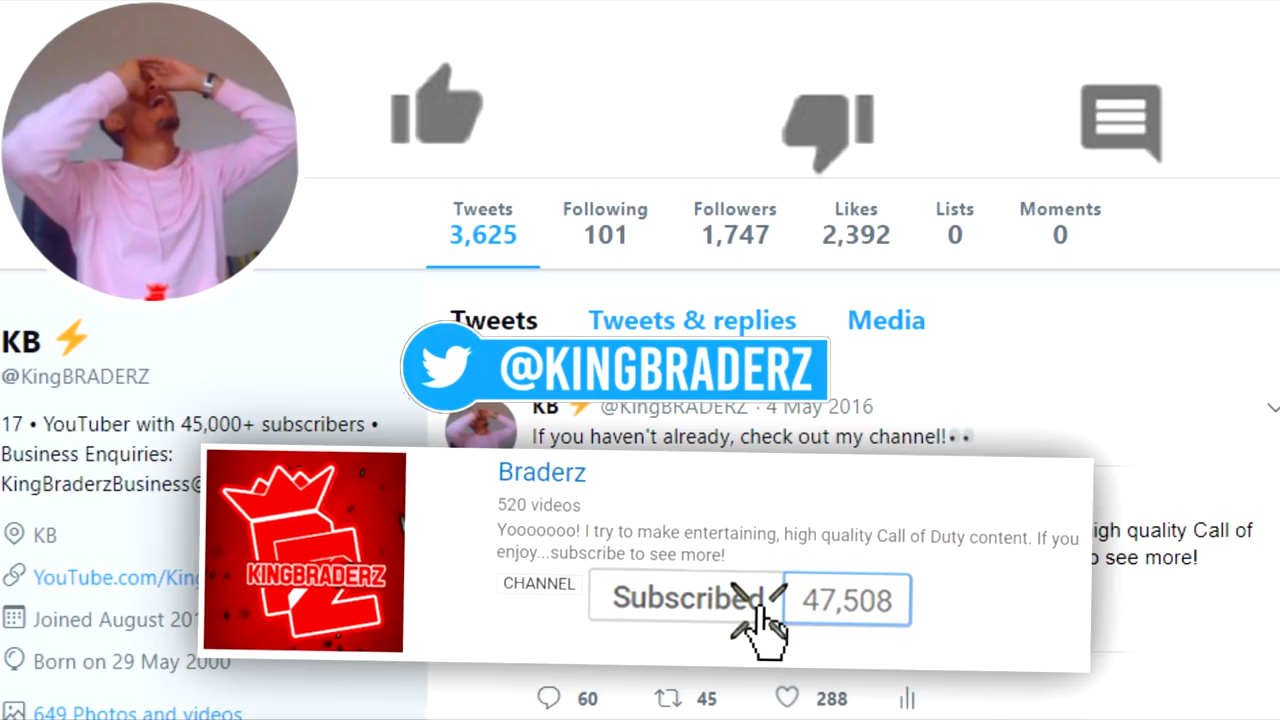 Tweets Following Followers Likes Lists Moments
3,625 101 1,747 2,392 0 0
KB
@KingBRADERZ
17 • YouTuber with 45,000+ subscribers •
Business Enquiries:
KingBraderzBusiness@
KB
YouTube.com/Kin
Joined August 20
Born on 29 May 2000
649 Photos and videos
Tweets Tweets & replies Media
@KINGBRADERZ
KB @KingBRADERZ · 4 May 2016
If you haven't already, check out my channel!👀
KINGBRADERZ
Braderz
520 videos
Yooooooo! I try to make entertaining, high quality Call of Duty content. If you
enjoy...subscribe to see more!
CHANNEL Subscribed 47,508
igh quality Call of
o see more!
60 45 288